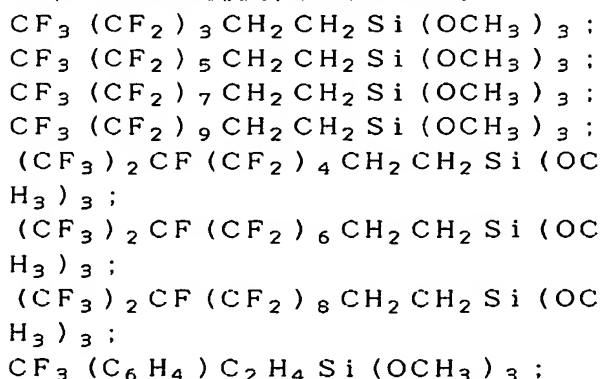 CF₃(CF₂)₃CH₂CH₂Si(OCH₃)₃;
CF₃(CF₂)₅CH₂CH₂Si(OCH₃)₃;
CF₃(CF₂)₇CH₂CH₂Si(OCH₃)₃;
CF₃(CF₂)₉CH₂CH₂Si(OCH₃)₃;
(CF₃)₂CF(CF₂)₄CH₂CH₂Si(OC
H₃)₃;
(CF₃)₂CF(CF₂)₆CH₂CH₂Si(OC
H₃)₃;
(CF₃)₂CF(CF₂)₈CH₂CH₂Si(OC
H₃)₃;
CF₃(C₆H₄)C₂H₄Si(OCH₃)₃;